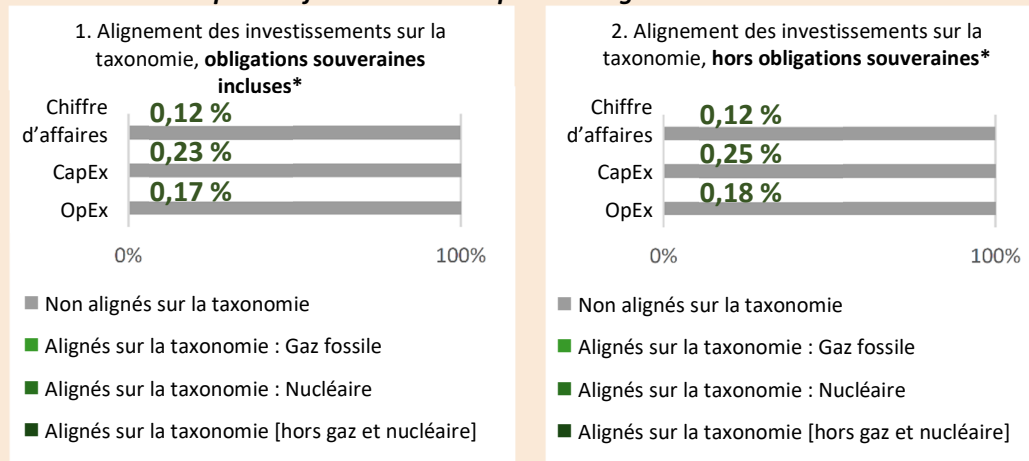 1. Alignement des investissements sur la
taxonomie, obligations souveraines
incluses*
Chiffre
d’affaires
0,12 %
CapEx
0,23 %
OpEx
0,17 %
0%
100%
Non alignés sur la taxonomie
Alignés sur la taxonomie : Gaz fossile
Alignés sur la taxonomie : Nucléaire
Alignés sur la taxonomie [hors gaz et nucléaire]
2. Alignement des investissements sur la
taxonomie, hors obligations souveraines*
Chiffre
d’affaires
0,12 %
CapEx
0,25 %
OpEx
0,18 %
0%
100%
Non alignés sur la taxonomie
Alignés sur la taxonomie : Gaz fossile
Alignés sur la taxonomie : Nucléaire
Alignés sur la taxonomie [hors gaz et nucléaire]